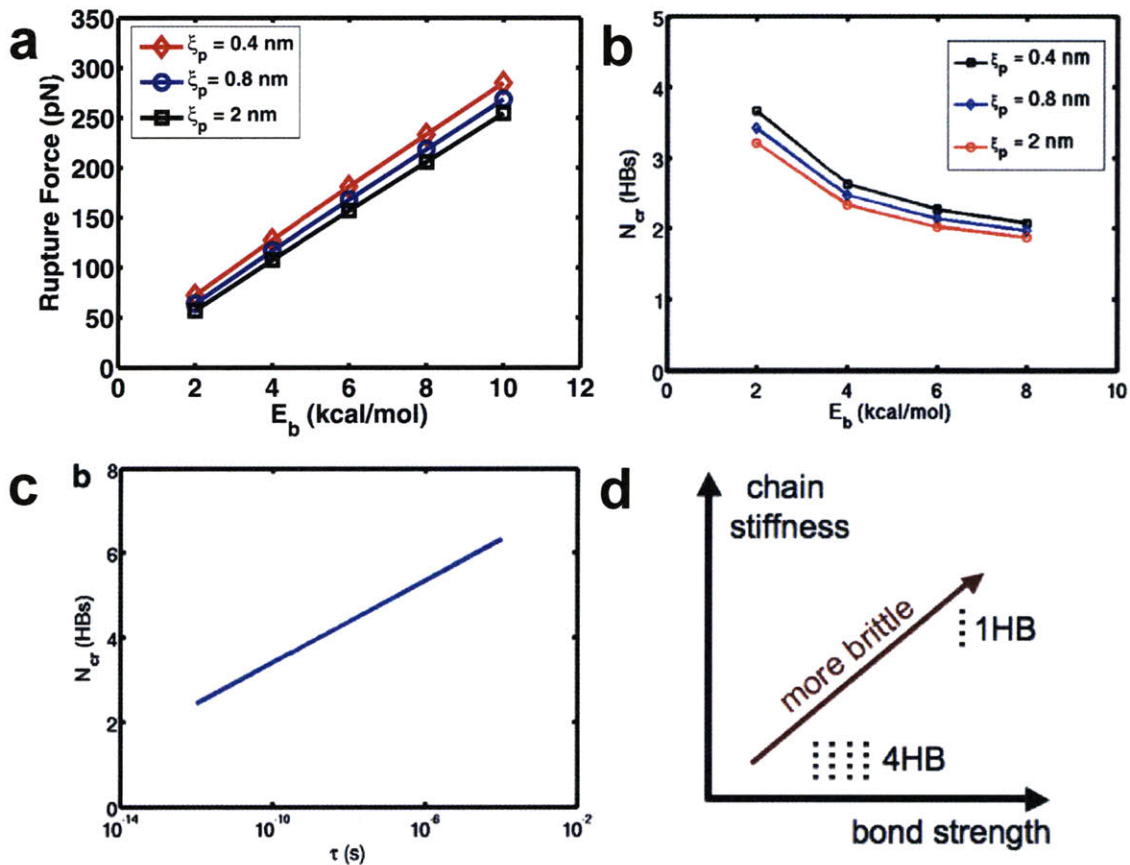 a
350
300
250
200
150
100
50
0
Rupture Force (pN)
ξp = 0.4 nm
ξp = 0.8 nm
ξp = 2 nm
0 2 4 6 8 10 12
Eb (kcal/mol)
b
5
4
3
2
1
0
Ncr (HBs)
ξp = 0.4 nm
ξp = 0.8 nm
ξp = 2 nm
0 2 4 6 8 10
Eb (kcal/mol)
c
b
8
6
4
2
0
Ncr (HBs)
10^-14 10^-10 10^-6 10^-2
τ (s)
d
chain
stiffness
more brittle
1HB
4HB
bond strength